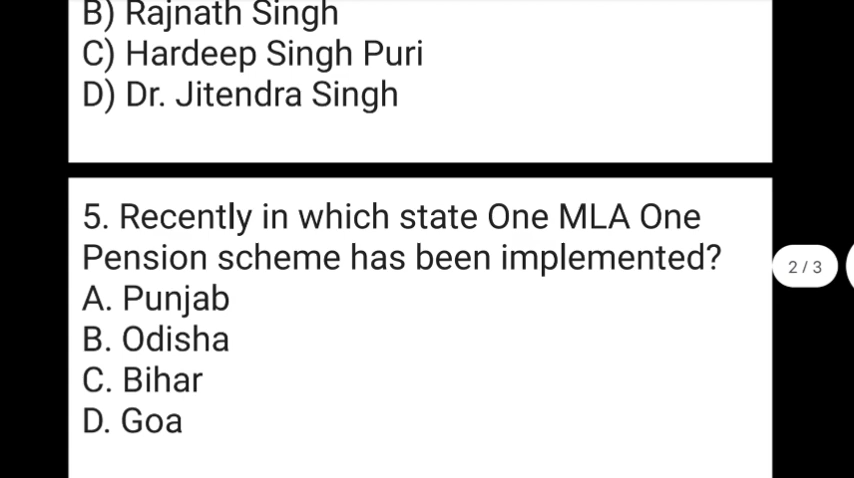 B) Rajnath Singh
C) Hardeep Singh Puri
D) Dr. Jitendra Singh
5. Recently in which state One MLA One
Pension scheme has been implemented?
A. Punjab
B. Odisha
C. Bihar
D. Goa
2 / 3